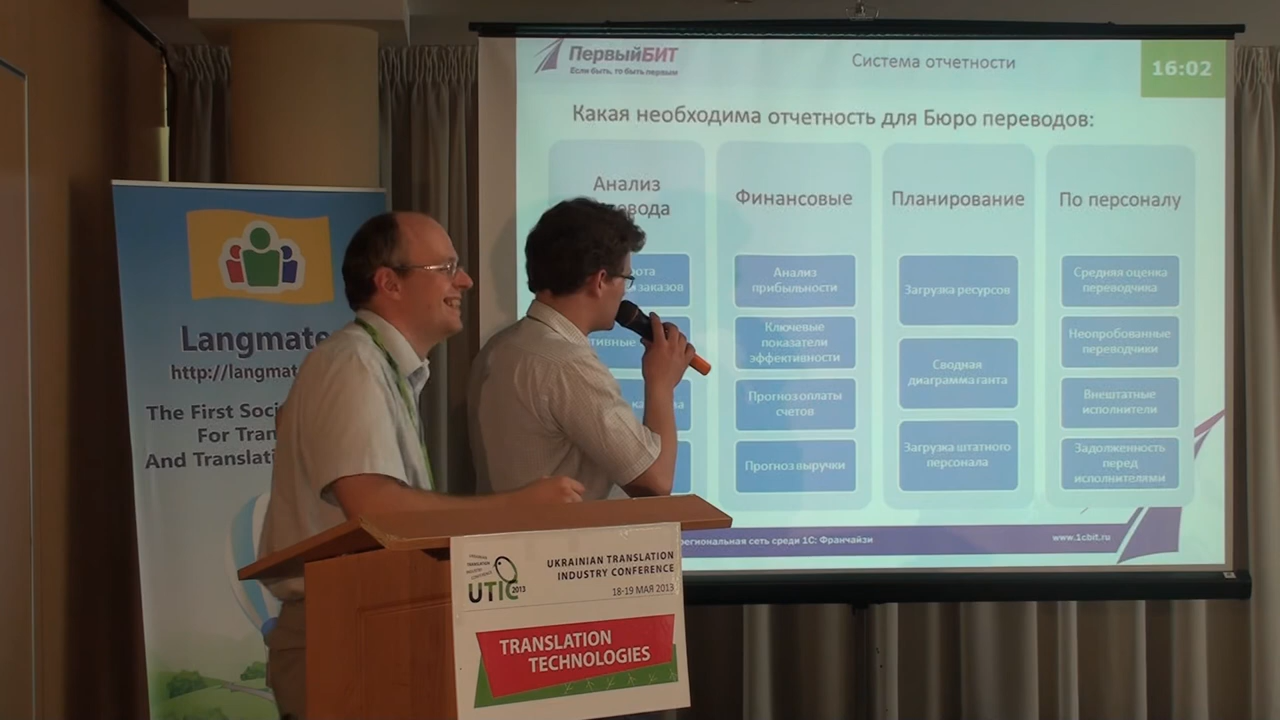 ПервыйБИТ
Если быть, то быть первым
Система отчетности
16:02
Какая необходима отчетность для Бюро переводов:
Анализ
Финансовые
Планирование
По персоналу
Анализ
прибыльности
Ключевые
показатели
эффективности
Прогноз оплаты
счетов
Прогноз выручки
Загрузка ресурсов
Сводная
диаграмма ганта
Загрузка штатного
персонала
Средняя оценка
переводчика
Неопробованные
переводчики
Внештатные
исполнители
Задолженность
перед
исполнителями
региональная сеть среди 1С: Франчайзи
www.1cbit.ru
Langmate
http://langmat
The First Soci
For Tran
And Translati
UKRAINIAN
TRANSLATION
INDUSTRY
CONFERENCE
UTIC
2013
UKRAINIAN TRANSLATION
INDUSTRY CONFERENCE
18-19 МАЯ 2013
TRANSLATION
TECHNOLOGIES